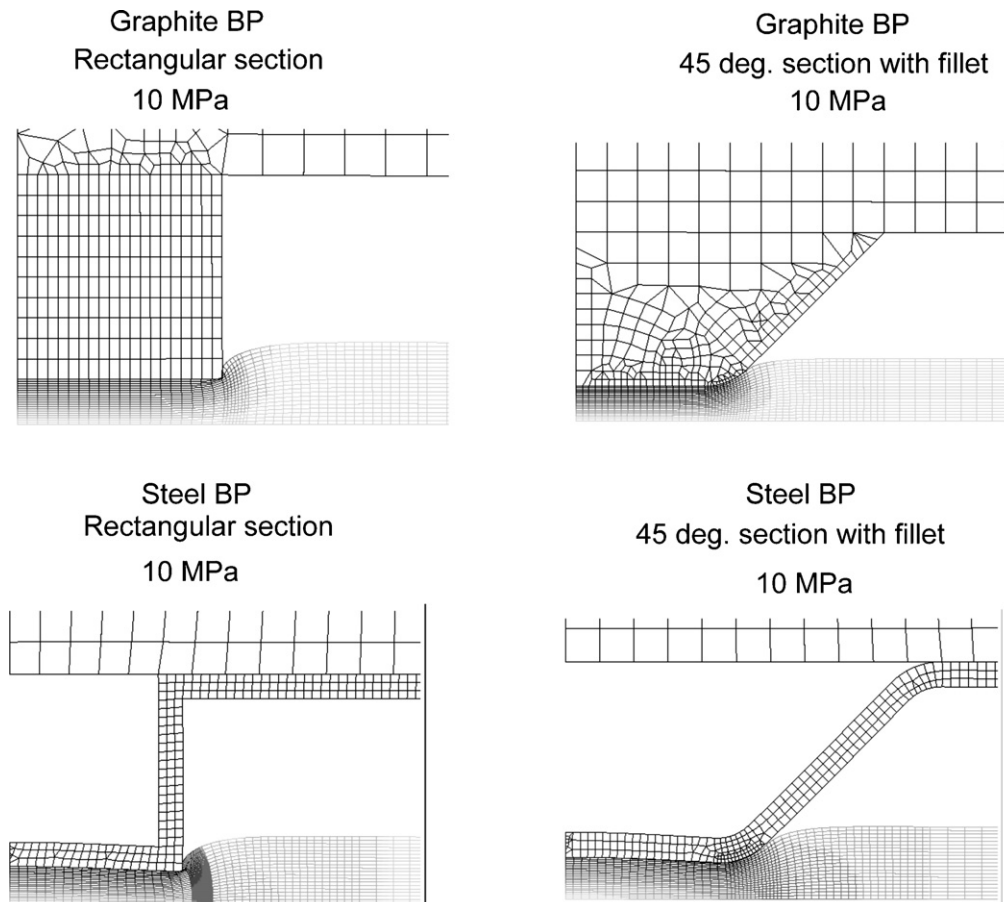 Graphite BP
Rectangular section
10 MPa
Graphite BP
45 deg. section with fillet
10 MPa
Steel BP
Rectangular section
10 MPa
Steel BP
45 deg. section with fillet
10 MPa